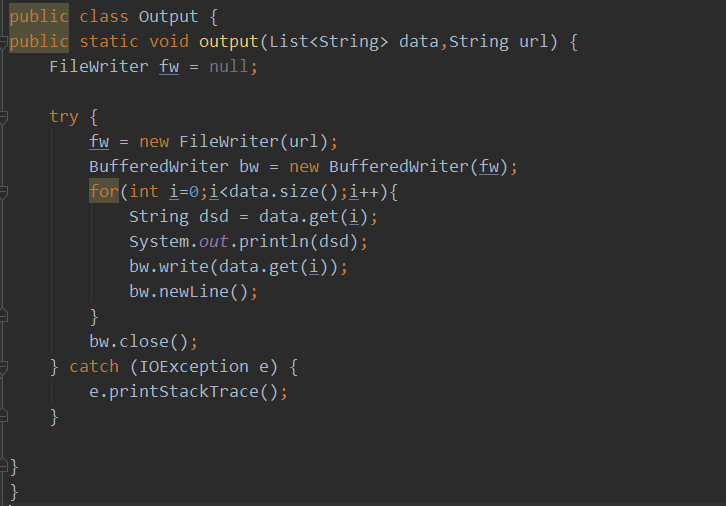 public class Output {
public static void output(List<String> data,String url) {
    FileWriter fw = null;

    try {
        fw = new FileWriter(url);
        BufferedWriter bw = new BufferedWriter(fw);
        for(int i=0;i<data.size();i++){
            String dsd = data.get(i);
            System.out.println(dsd);
            bw.write(data.get(i));
            bw.newLine();
        }
        bw.close();
    } catch (IOException e) {
        e.printStackTrace();
    }

}
}